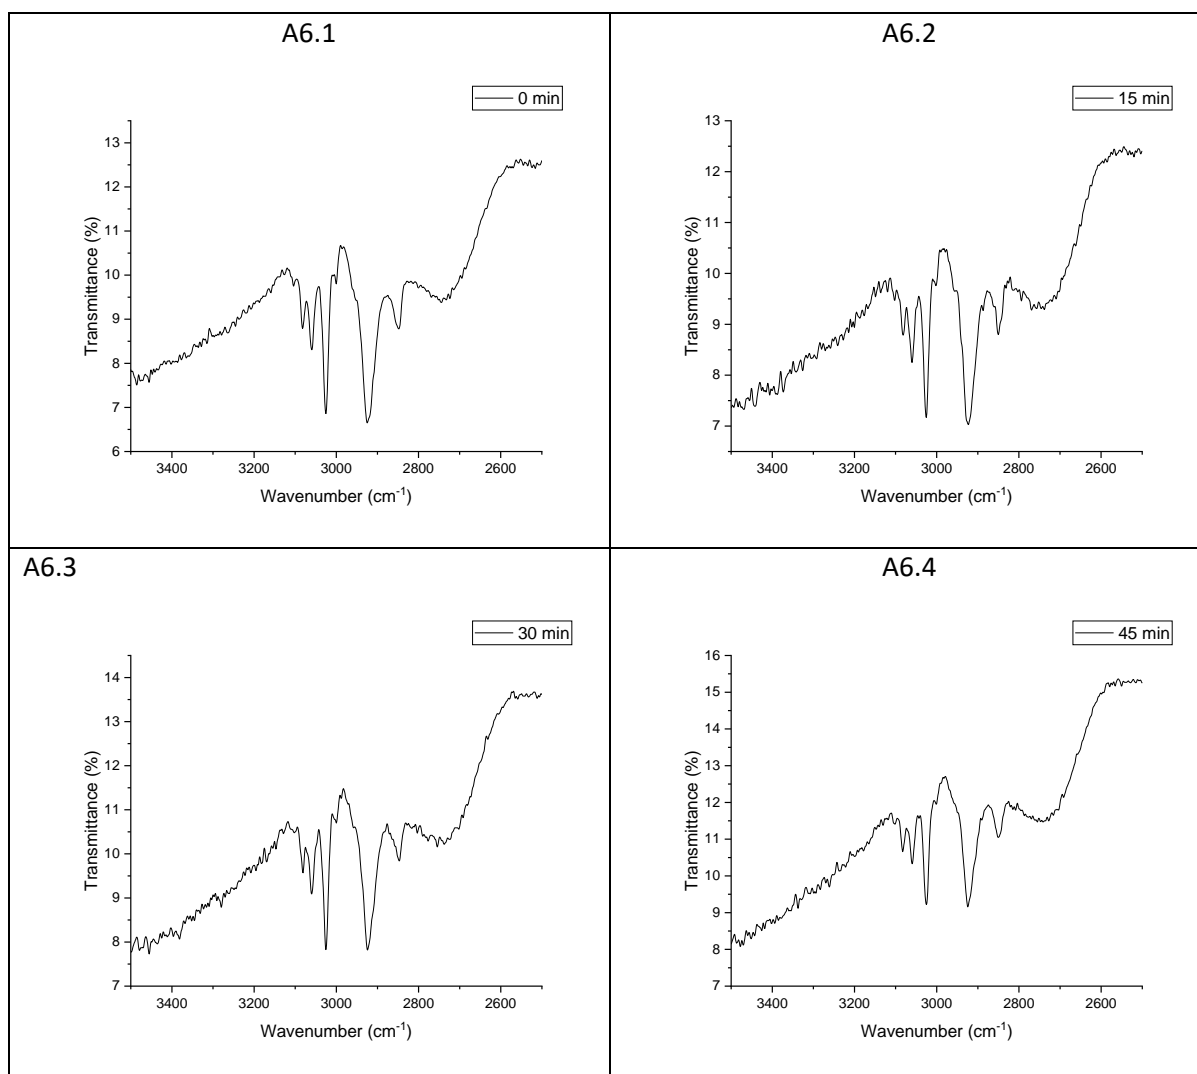 A6.1
0 min
13
12
11
10
9
8
7
6
Transmittance (%)
3400 3200 3000 2800 2600
Wavenumber (cm-1)
A6.2
15 min
13
12
11
10
9
8
7
Transmittance (%)
3400 3200 3000 2800 2600
Wavenumber (cm-1)
A6.3
30 min
14
13
12
11
10
9
8
7
Transmittance (%)
3400 3200 3000 2800 2600
Wavenumber (cm-1)
A6.4
45 min
16
15
14
13
12
11
10
9
8
7
Transmittance (%)
3400 3200 3000 2800 2600
Wavenumber (cm-1)